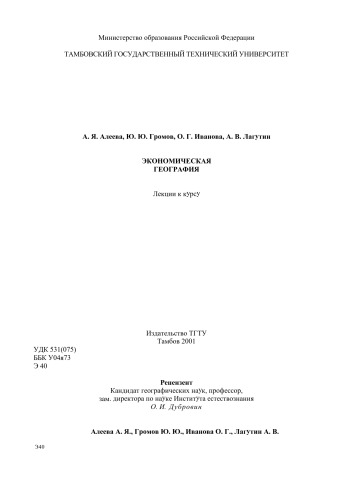 Министерство образования Российской Федерации
ТАМБОВСКИЙ ГОСУДАРСТВЕННЫЙ ТЕХНИЧЕСКИЙ УНИВЕРСИТЕТ
А. Я. Алеева, Ю. Ю. Громов, О. Г. Иванова, А. В. Лагутин
ЭКОНОМИЧЕСКАЯ
ГЕОГРАФИЯ
Лекции к курсу
Издательство ТГТУ
Тамбов 2001
УДК 531(075)
ББК У04я73
Э 40
Рецензент
Кандидат географических наук, профессор,
зам. директора по науке Института естествознания
О. И. Дубровин
Алеева А. Я., Громов Ю. Ю., Иванова О. Г., Лагутин А. В.
Э40